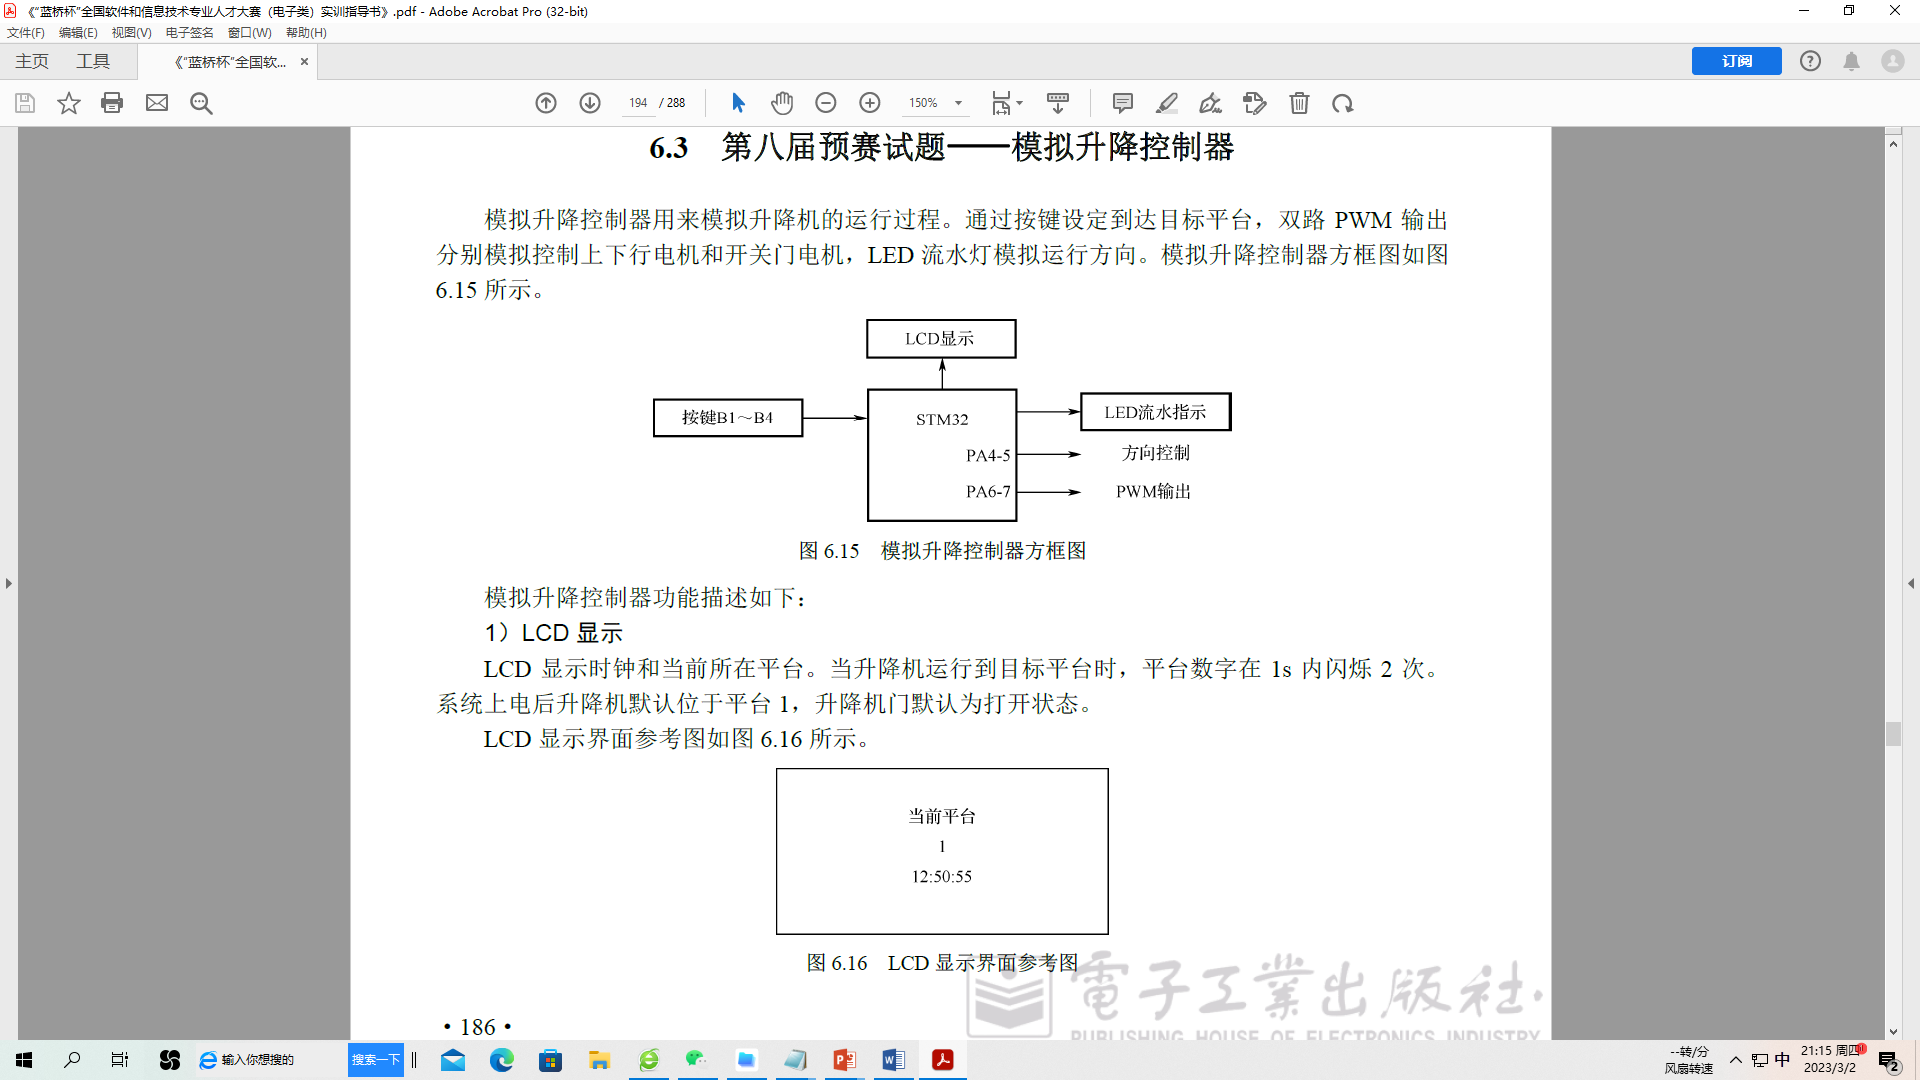 《“蓝桥杯”全国软件和信息技术专业人才大赛（电子类）实训指导书》.pdf - Adobe Acrobat Pro (32-bit)
文件(F) 编辑(E) 视图(V) 电子签名 窗口(W) 帮助(H)
主页 工具 《“蓝桥杯”全国软... × 订阅
194 / 288 150%
6.3 第八届预赛试题——模拟升降控制器
模拟升降控制器用来模拟升降机的运行过程。通过按键设定到达目标平台，双路 PWM 输出
分别模拟控制上下行电机和开关门电机，LED 流水灯模拟运行方向。模拟升降控制器方框图如图
6.15 所示。
LCD显示
按键B1～B4
STM32
LED流水指示
PA4-5
方向控制
PA6-7
PWM输出
图 6.15 模拟升降控制器方框图
模拟升降控制器功能描述如下：
1）LCD 显示
LCD 显示时钟和当前所在平台。当升降机运行到目标平台时，平台数字在 1s 内闪烁 2 次。
系统上电后升降机默认位于平台 1，升降机门默认为打开状态。
LCD 显示界面参考图如图 6.16 所示。
当前平台
1
12:50:55
图 6.16 LCD 显示界面参考图
電子工業出版社·
PUBLISHING HOUSE OF ELECTRONICS INDUSTRY
· 186 ·
输入你想搜的 搜索一下
--转/分
风扇转速
中
21:15 周四
2023/3/2
2